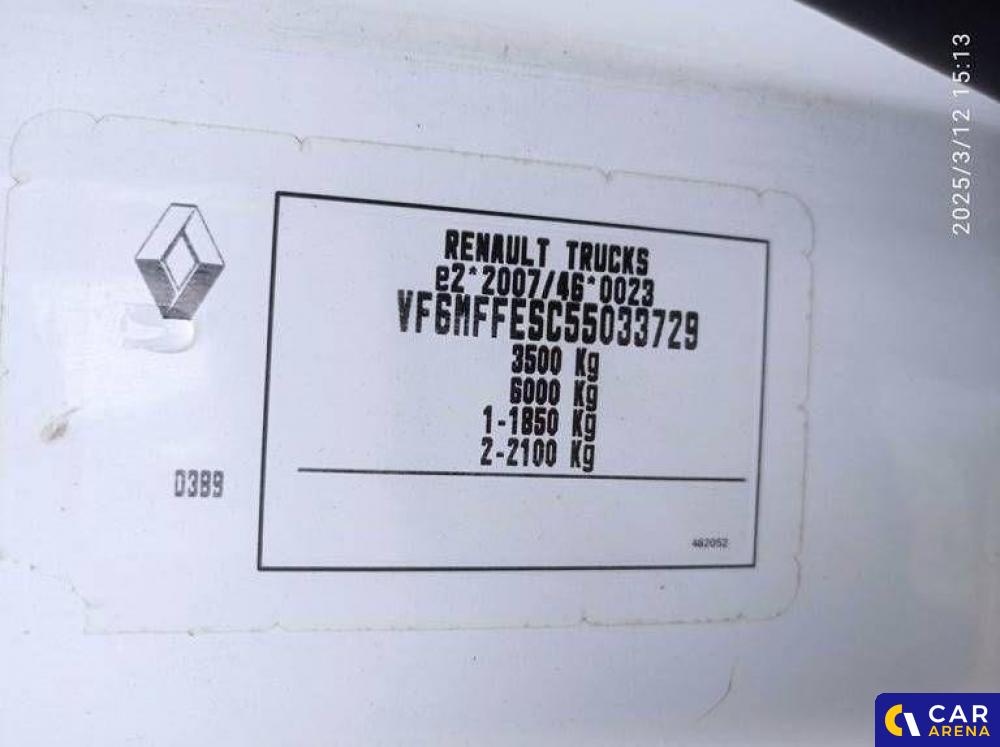 RENAULT TRUCKS
e2*2007/46*0023
VF6MFFESC55033729
3500 Kg
6000 Kg
1-1850 Kg
2-2100 Kg
D3B9
482052
2025/3/12 15:13
CAR
ARENA